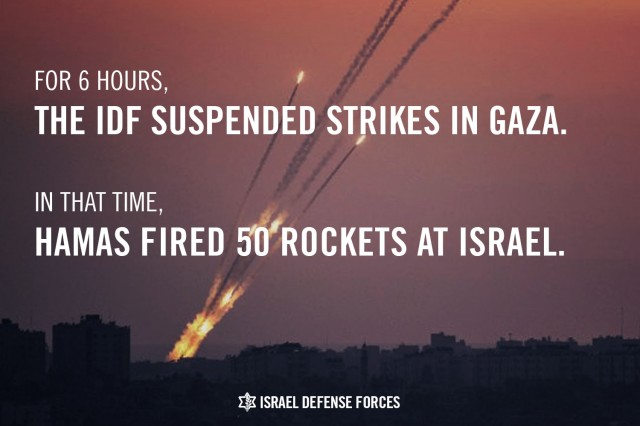 FOR 6 HOURS,
THE IDF SUSPENDED STRIKES IN GAZA.
IN THAT TIME,
HAMAS FIRED 50 ROCKETS AT ISRAEL.
ISRAEL DEFENSE FORCES